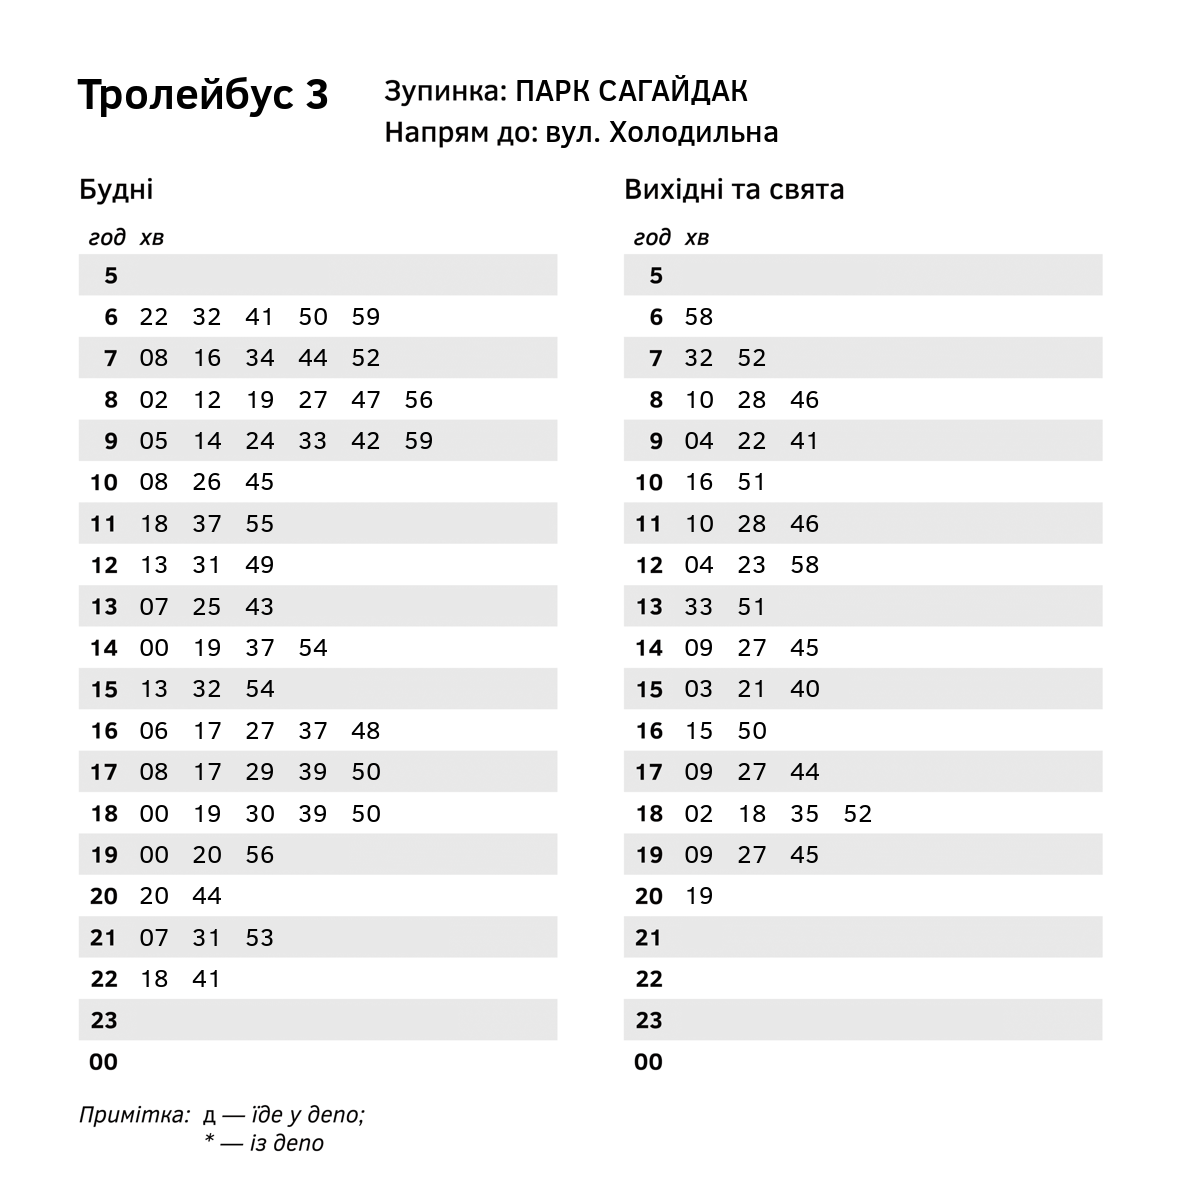 Тролейбус 3
Зупинка: ПАРК САГАЙДАК
Напрям до: вул. Холодильна
Будні
год хв
5
6 22 32 41 50 59
7 08 16 34 44 52
8 02 12 19 27 47 56
9 05 14 24 33 42 59
10 08 26 45
11 18 37 55
12 13 31 49
13 07 25 43
14 00 19 37 54
15 13 32 54
16 06 17 27 37 48
17 08 17 29 39 50
18 00 19 30 39 50
19 00 20 56
20 20 44
21 07 31 53
22 18 41
23
00
Вихідні та свята
год хв
5
6 58
7 32 52
8 10 28 46
9 04 22 41
10 16 51
11 10 28 46
12 04 23 58
13 33 51
14 09 27 45
15 03 21 40
16 15 50
17 09 27 44
18 02 18 35 52
19 09 27 45
20 19
21
22
23
00
Примітка: д — їде у депо;
* — із депо